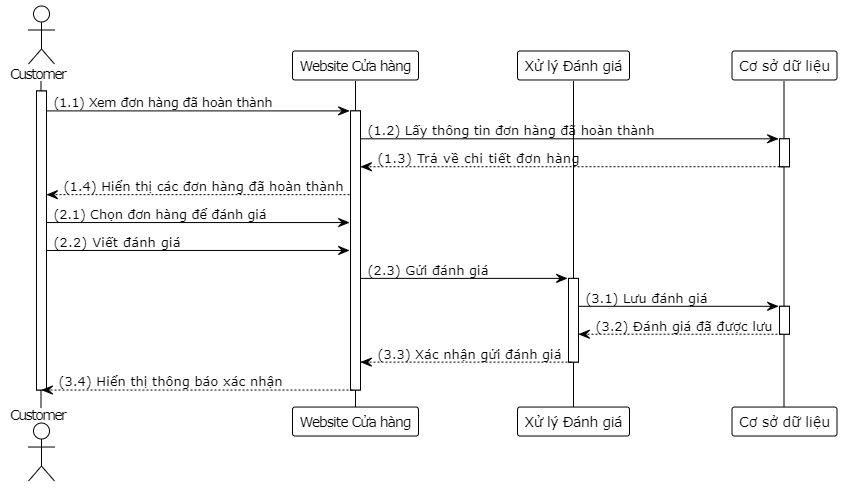 Customer
Website Cửa hàng
Xử lý Đánh giá
Cơ sở dữ liệu
(1.1) Xem đơn hàng đã hoàn thành
(1.2) Lấy thông tin đơn hàng đã hoàn thành
(1.3) Trả về chi tiết đơn hàng
(1.4) Hiển thị các đơn hàng đã hoàn thành
(2.1) Chọn đơn hàng để đánh giá
(2.2) Viết đánh giá
(2.3) Gửi đánh giá
(3.1) Lưu đánh giá
(3.2) Đánh giá đã được lưu
(3.3) Xác nhận gửi đánh giá
(3.4) Hiển thị thông báo xác nhận
Customer
Website Cửa hàng
Xử lý Đánh giá
Cơ sở dữ liệu